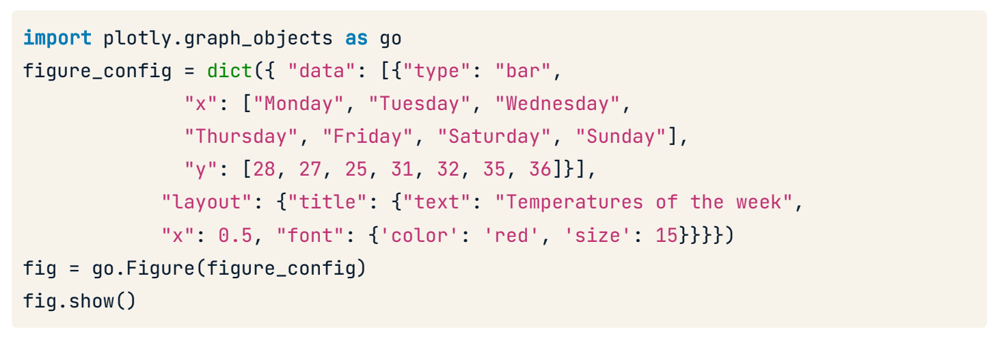 import plotly.graph_objects as go
figure_config = dict({ "data": [{"type": "bar",
"x": ["Monday", "Tuesday", "Wednesday",
"Thursday", "Friday", "Saturday", "Sunday"],
"y": [28, 27, 25, 31, 32, 35, 36]}],
"layout": {"title": {"text": "Temperatures of the week",
"x": 0.5, "font": {'color': 'red', 'size': 15}}}})
fig = go.Figure(figure_config)
fig.show()